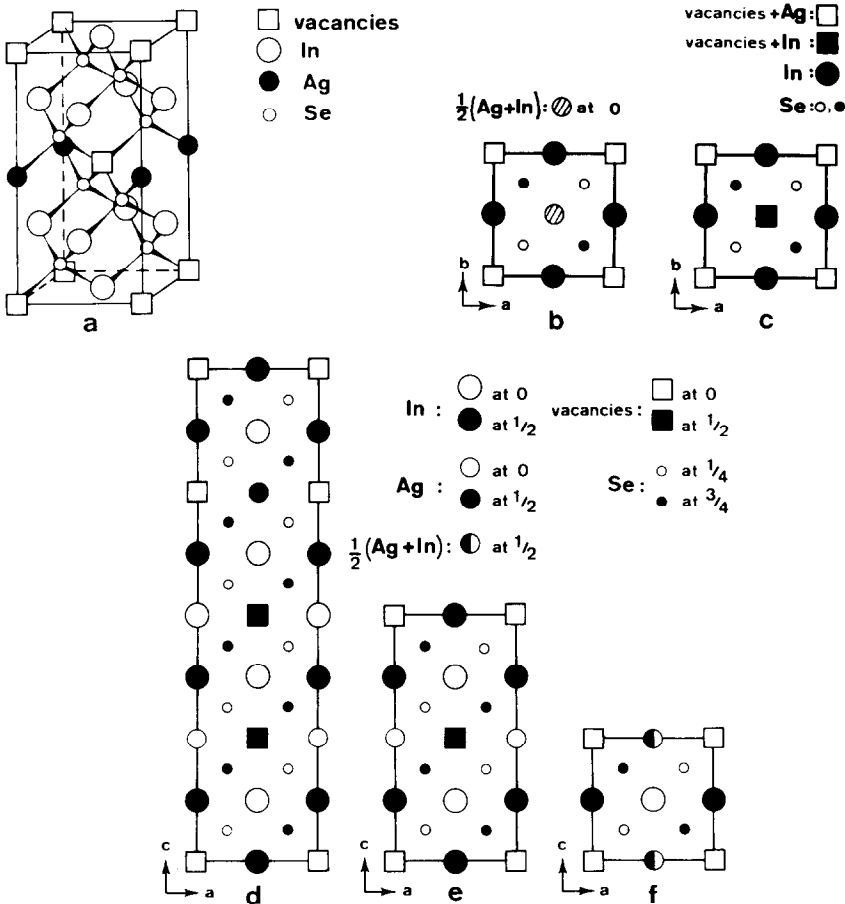 vacancies
In
Ag
Se
a
vacancies+Ag:
vacancies+In :
In :
Se:
1/2(Ag+In): at 0
b
a
b
b
a
c
In :
at 0
at 1/2
vacancies :
at 0
at 1/2
Ag :
at 0
at 1/2
Se:
at 1/4
at 3/4
1/2(Ag+In): at 1/2
c
a
d
c
a
e
c
a
f